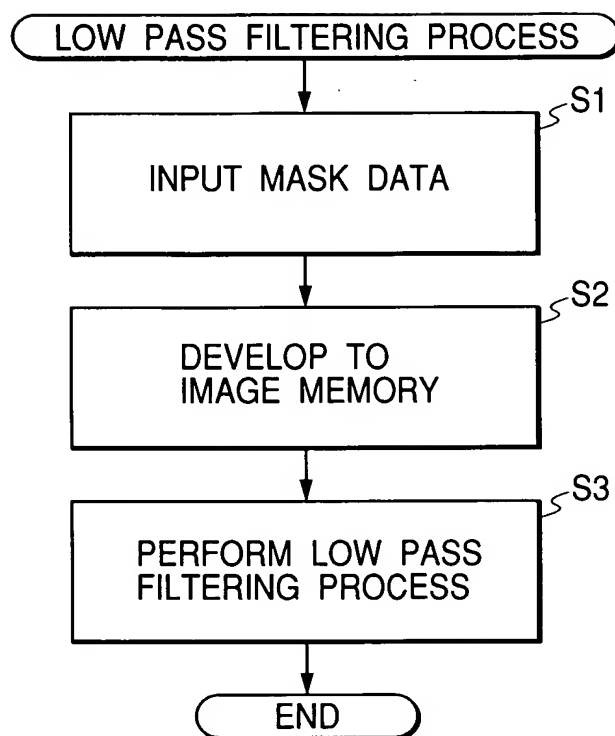 LOW PASS FILTERING PROCESS
S1
INPUT MASK DATA
S2
DEVELOP TO
IMAGE MEMORY
S3
PERFORM LOW PASS
FILTERING PROCESS
END